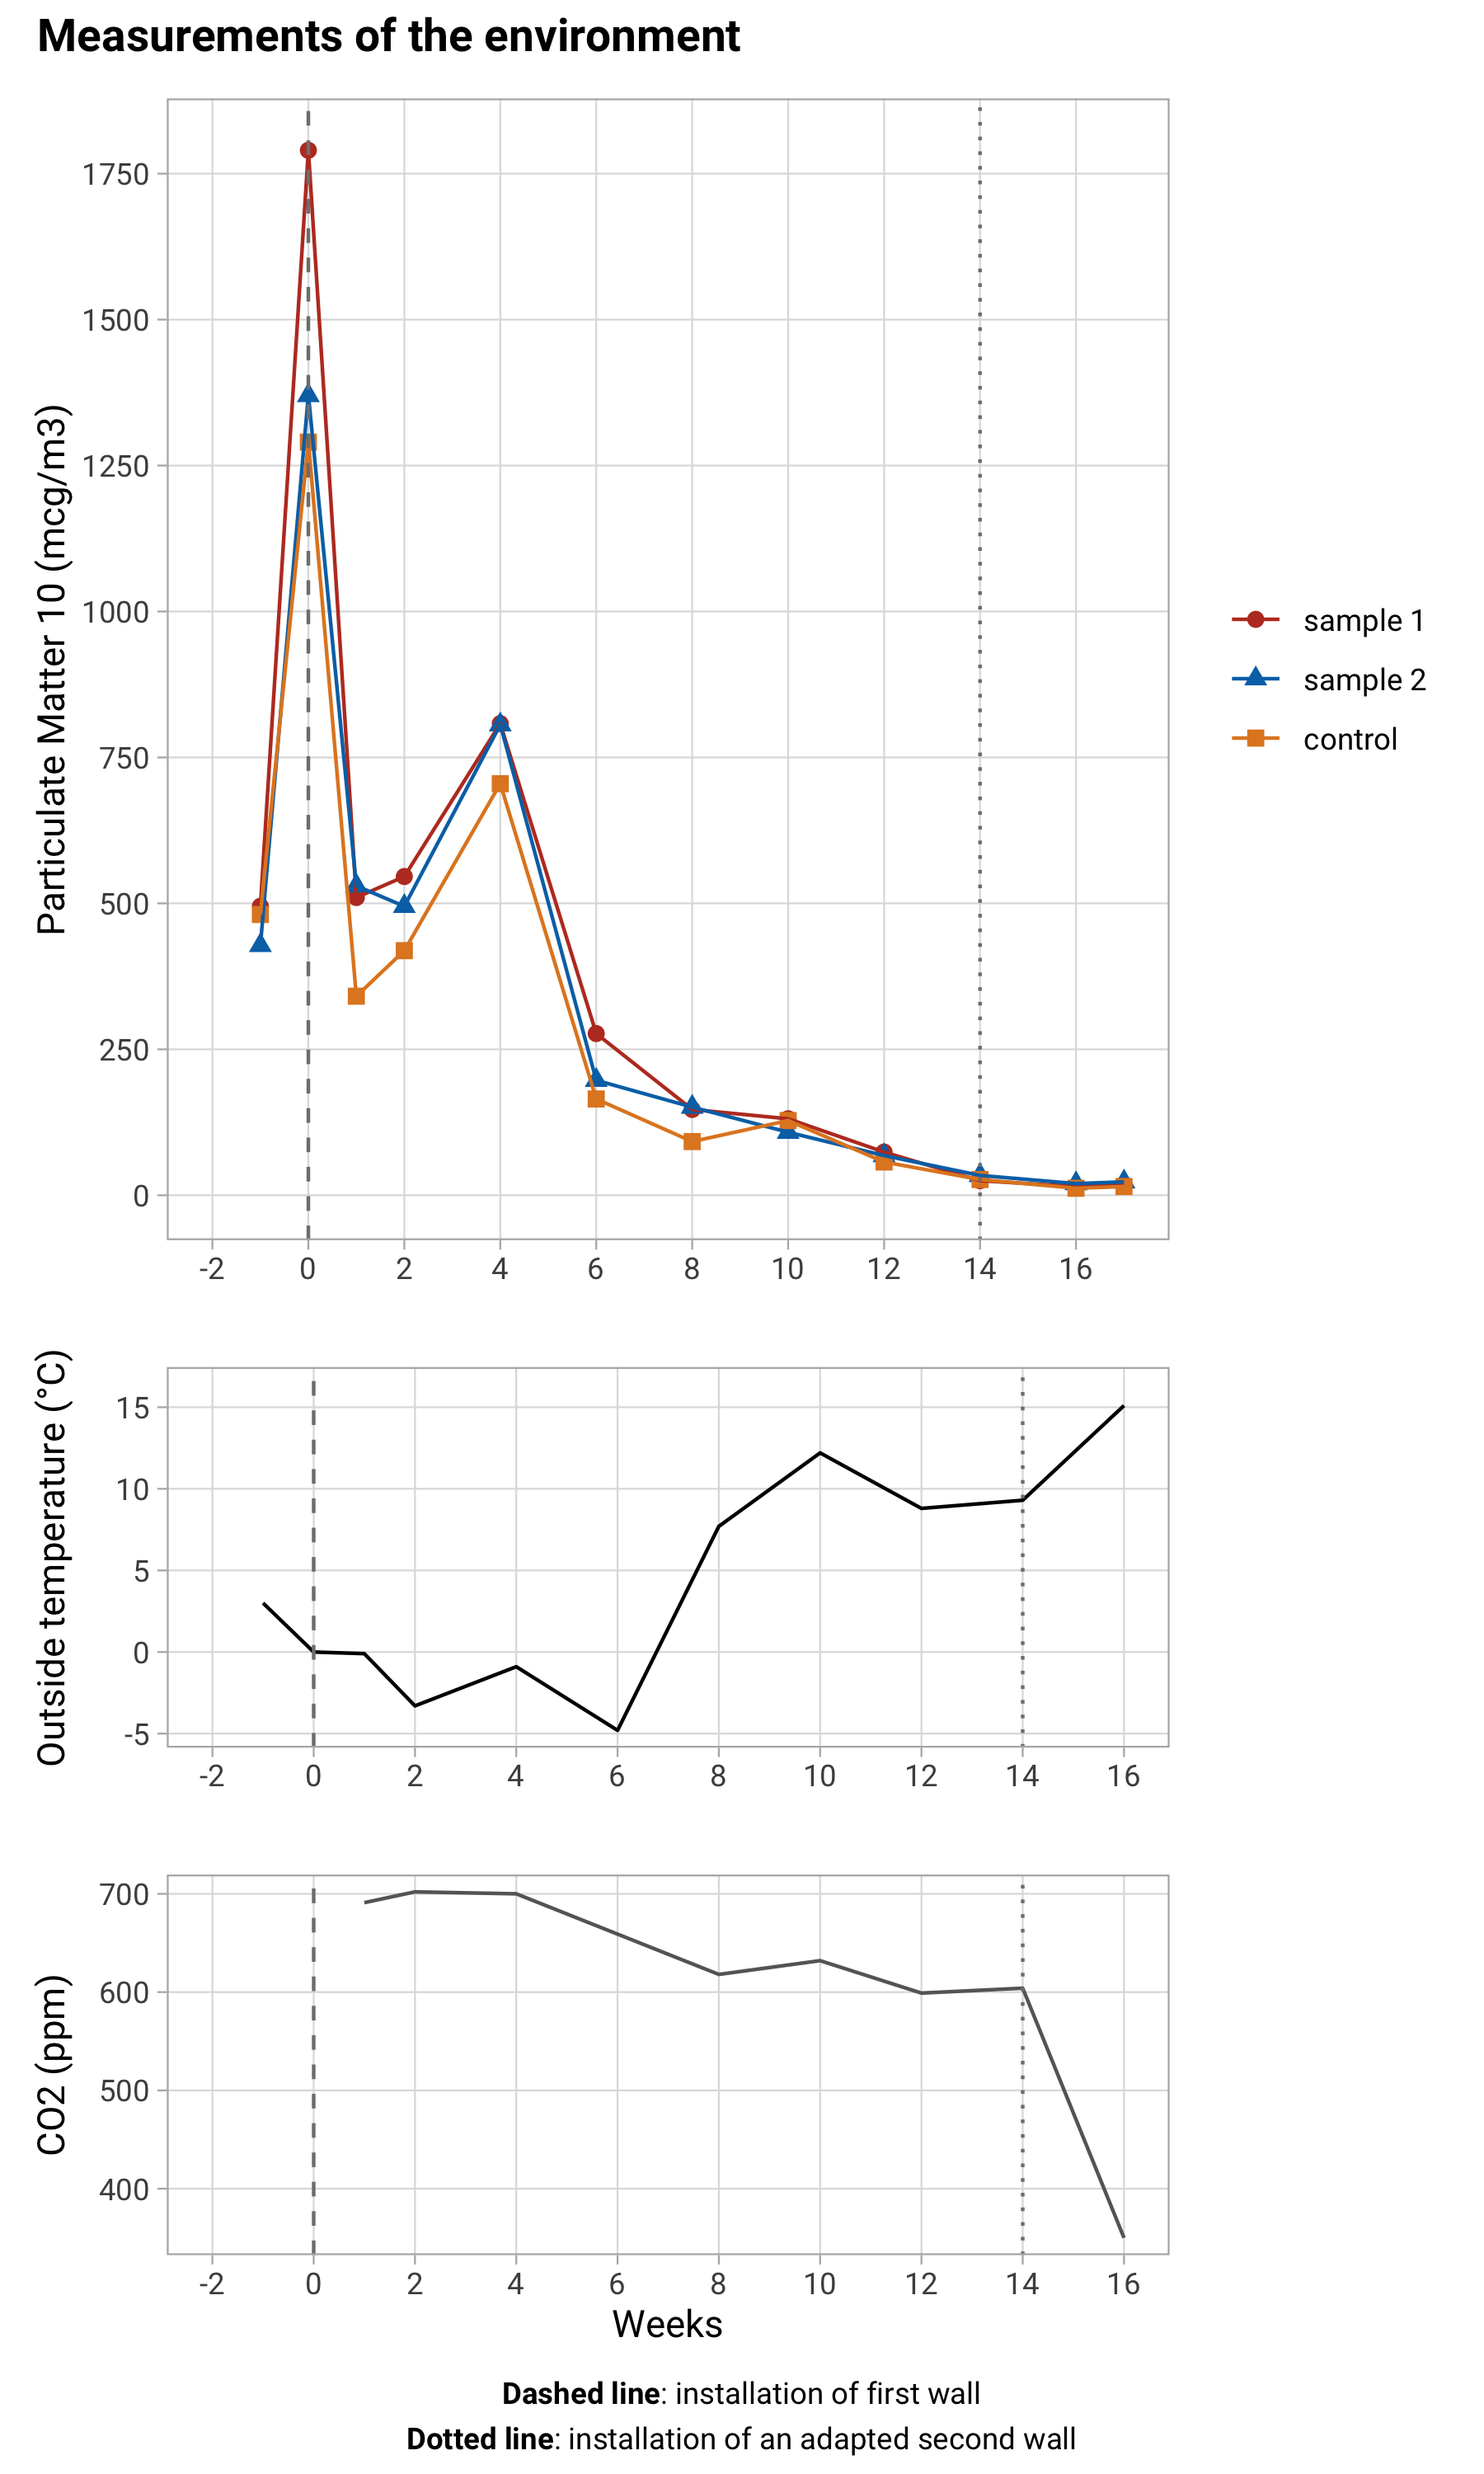 Measurements of the environment
Particulate Matter 10 (mcg/m3)
1750
1500
1250
1000
750
500
250
0
-2 0 2 4 6 8 10 12 14 16
sample 1
sample 2
control
Outside temperature (°C)
15
10
5
0
-5
-2 0 2 4 6 8 10 12 14 16
CO2 (ppm)
700
600
500
400
-2 0 2 4 6 8 10 12 14 16
Weeks
Dashed line: installation of first wall
Dotted line: installation of an adapted second wall